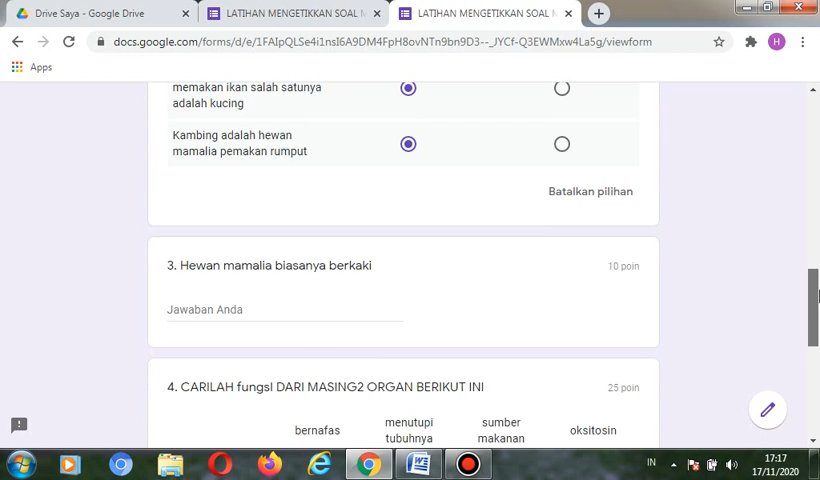 Drive Saya - Google Drive
LATIHAN MENGETIKKAN SOAL M
LATIHAN MENGETIKKAN SOAL M
docs.google.com/forms/d/e/1FAIpQLSe4i1nsI6A9DM4FpH8ovNTn9bn9D3--_JYCf-Q3EWMxw4La5g/viewform
H
Apps
memakan ikan salah satunya
adalah kucing
Kambing adalah hewan
mamalia pemakan rumput
Batalkan pilihan
3. Hewan mamalia biasanya berkaki
10 poin
Jawaban Anda
4. CARILAH fungsI DARI MASING2 ORGAN BERIKUT INI
25 poin
bernafas
menutupi
tubuhnya
sumber
makanan
oksitosin
IN
17:17
17/11/2020